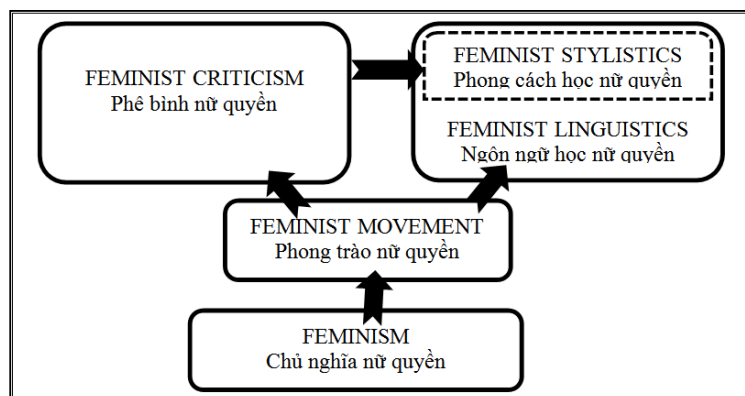 FEMINIST CRITICISM
Phê bình nữ quyền
FEMINIST STYLISTICS
Phong cách học nữ quyền
FEMINIST LINGUISTICS
Ngôn ngữ học nữ quyền
FEMINIST MOVEMENT
Phong trào nữ quyền
FEMINISM
Chủ nghĩa nữ quyền